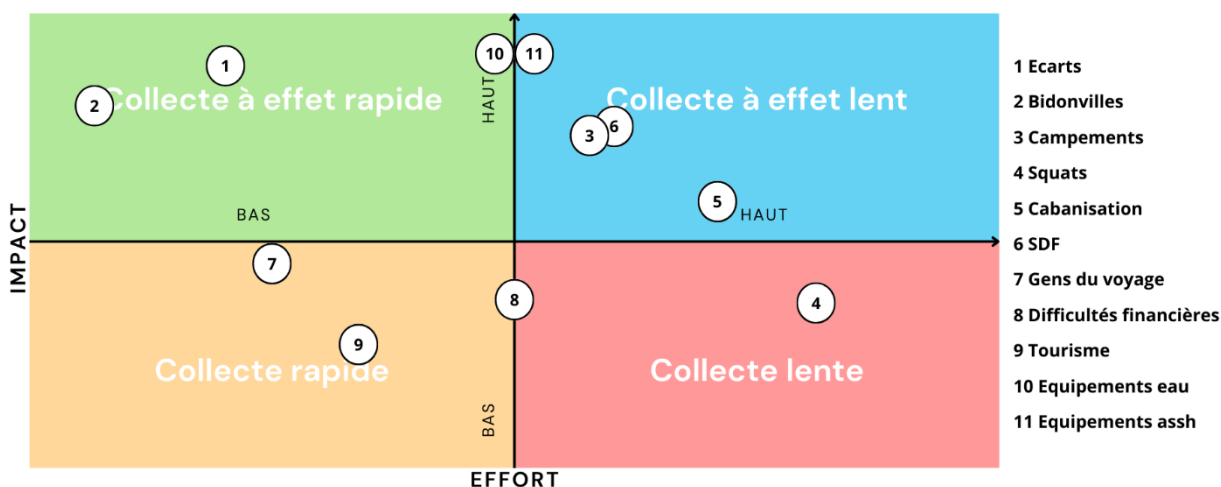 10
11
1
2
Collecte à effet rapide
HAUT
Collecte à effet lent
3
6
5
BAS
HAUT
IMPACT
7
8
4
9
Collecte rapide
Collecte lente
BAS
EFFORT
1 Ecarts
2 Bidonvilles
3 Campements
4 Squats
5 Cabanisation
6 SDF
7 Gens du voyage
8 Difficultés financières
9 Tourisme
10 Equipements eau
11 Equipements assh